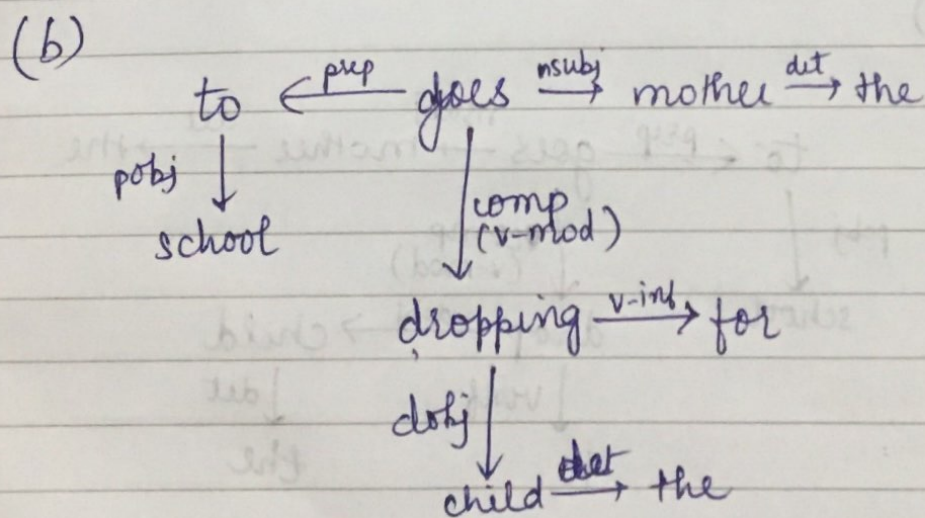 (b)
prep nsubj det
to goes mother the
pobj comp
school (v-mod)
v-inf
dropping for
dobj
det
child the